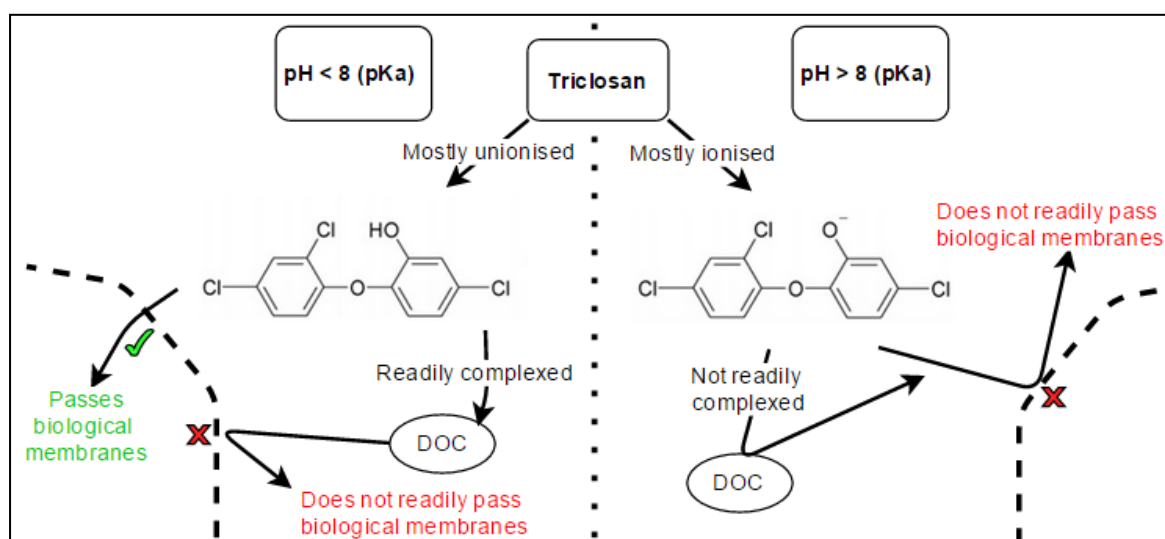 pH < 8 (pKa)
Triclosan
pH > 8 (pKa)
Mostly unionised
Mostly ionised
HO
Cl
Cl
O
Cl
Readily complexed
Passes
biological
membranes
DOC
Does not readily pass
biological membranes
O⁻
Cl
Cl
O
Cl
Does not readily pass
biological membranes
Not readily
complexed
DOC